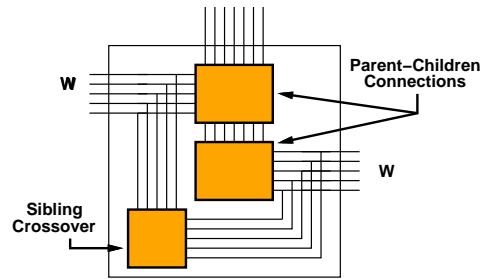 Parent–Children
Connections
W
W
Sibling
Crossover